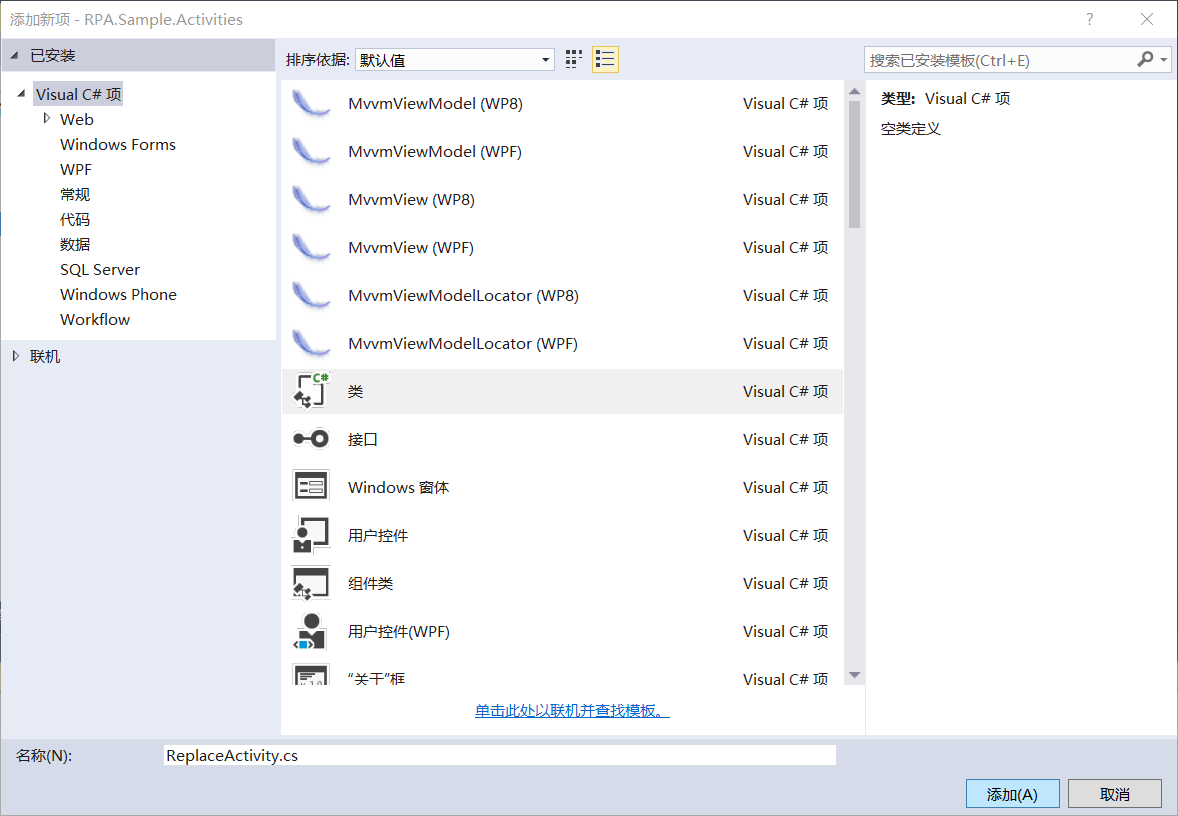 添加新项 - RPA.Sample.Activities
?
已安装
排序依据: 默认值
搜索已安装模板(Ctrl+E)
Visual C# 项
Web
Windows Forms
WPF
常规
代码
数据
SQL Server
Windows Phone
Workflow
联机
MvvmViewModel (WP8) Visual C# 项
MvvmViewModel (WPF) Visual C# 项
MvvmView (WP8) Visual C# 项
MvvmView (WPF) Visual C# 项
MvvmViewModelLocator (WP8) Visual C# 项
MvvmViewModelLocator (WPF) Visual C# 项
C#
类 Visual C# 项
接口 Visual C# 项
Windows 窗体 Visual C# 项
用户控件 Visual C# 项
组件类 Visual C# 项
用户控件(WPF) Visual C# 项
“关于”框 Visual C# 项
单击此处以联机并查找模板。
类型: Visual C# 项
空类定义
名称(N): ReplaceActivity.cs
添加(A)
取消